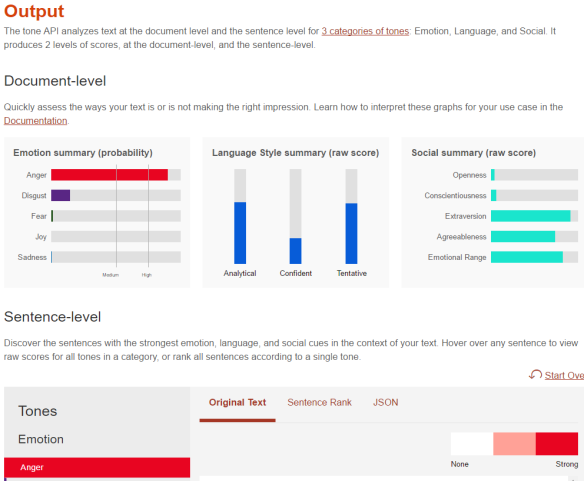 Output
The tone API analyzes text at the document level and the sentence level for 3 categories of tones: Emotion, Language, and Social. It
produces 2 levels of scores, at the document-level, and the sentence-level.
Document-level
Quickly assess the ways your text is or is not making the right impression. Learn how to interpret these graphs for your use case in the
Documentation.
Emotion summary (probability)
Anger
Disgust
Fear
Joy
Sadness
Medium
High
Language Style summary (raw score)
Analytical
Confident
Tentative
Social summary (raw score)
Openness
Conscientiousness
Extraversion
Agreeableness
Emotional Range
Sentence-level
Discover the sentences with the strongest emotion, language, and social cues in the context of your text. Hover over any sentence to view
raw scores for all tones in a category, or rank all sentences according to a single tone.
Start Ove
Tones
Emotion
Anger
Original Text
Sentence Rank
JSON
None
Strong